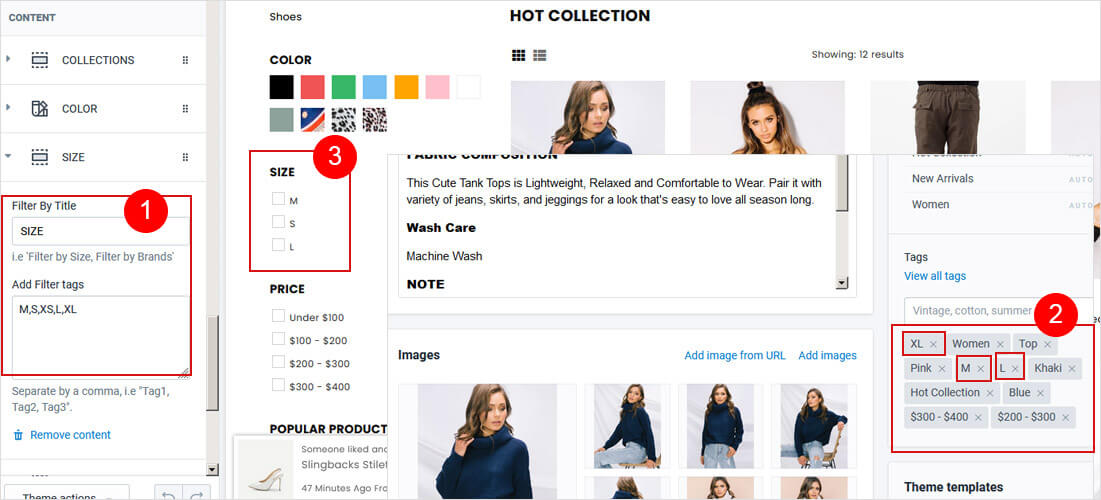 CONTENT
COLLECTIONS
COLOR
SIZE
Filter By Title
1
SIZE
i.e 'Filter by Size, Filter by Brands'
Add Filter tags
M,S,XS,L,XL
Separate by a comma, i.e "Tag1,
Tag2, Tag3".
Remove content
Theme actions
Shoes
COLOR
SIZE
3
M
S
L
PRICE
Under $100
$100 - $200
$200 - $300
$300 - $400
POPULAR PRODUCT
Someone liked and
Slingbacks Stilet
47 Minutes Ago Fro
HOT COLLECTION
Showing: 12 results
FABRIC COMPOSITION
This Cute Tank Tops is Lightweight, Relaxed and Comfortable to Wear. Pair it with
variety of jeans, skirts, and jeggings for a look that's easy to love all season long.
Wash Care
Machine Wash
NOTE
Images
Add image from URL Add images
Hot Collection AUTO
New Arrivals AUTO
Women AUTO
Tags
View all tags
Vintage, cotton, summer
2
XL × Women × Top ×
Pink × M × L × Khaki ×
Hot Collection × Blue ×
$300 - $400 × $200 - $300 ×
Theme templates